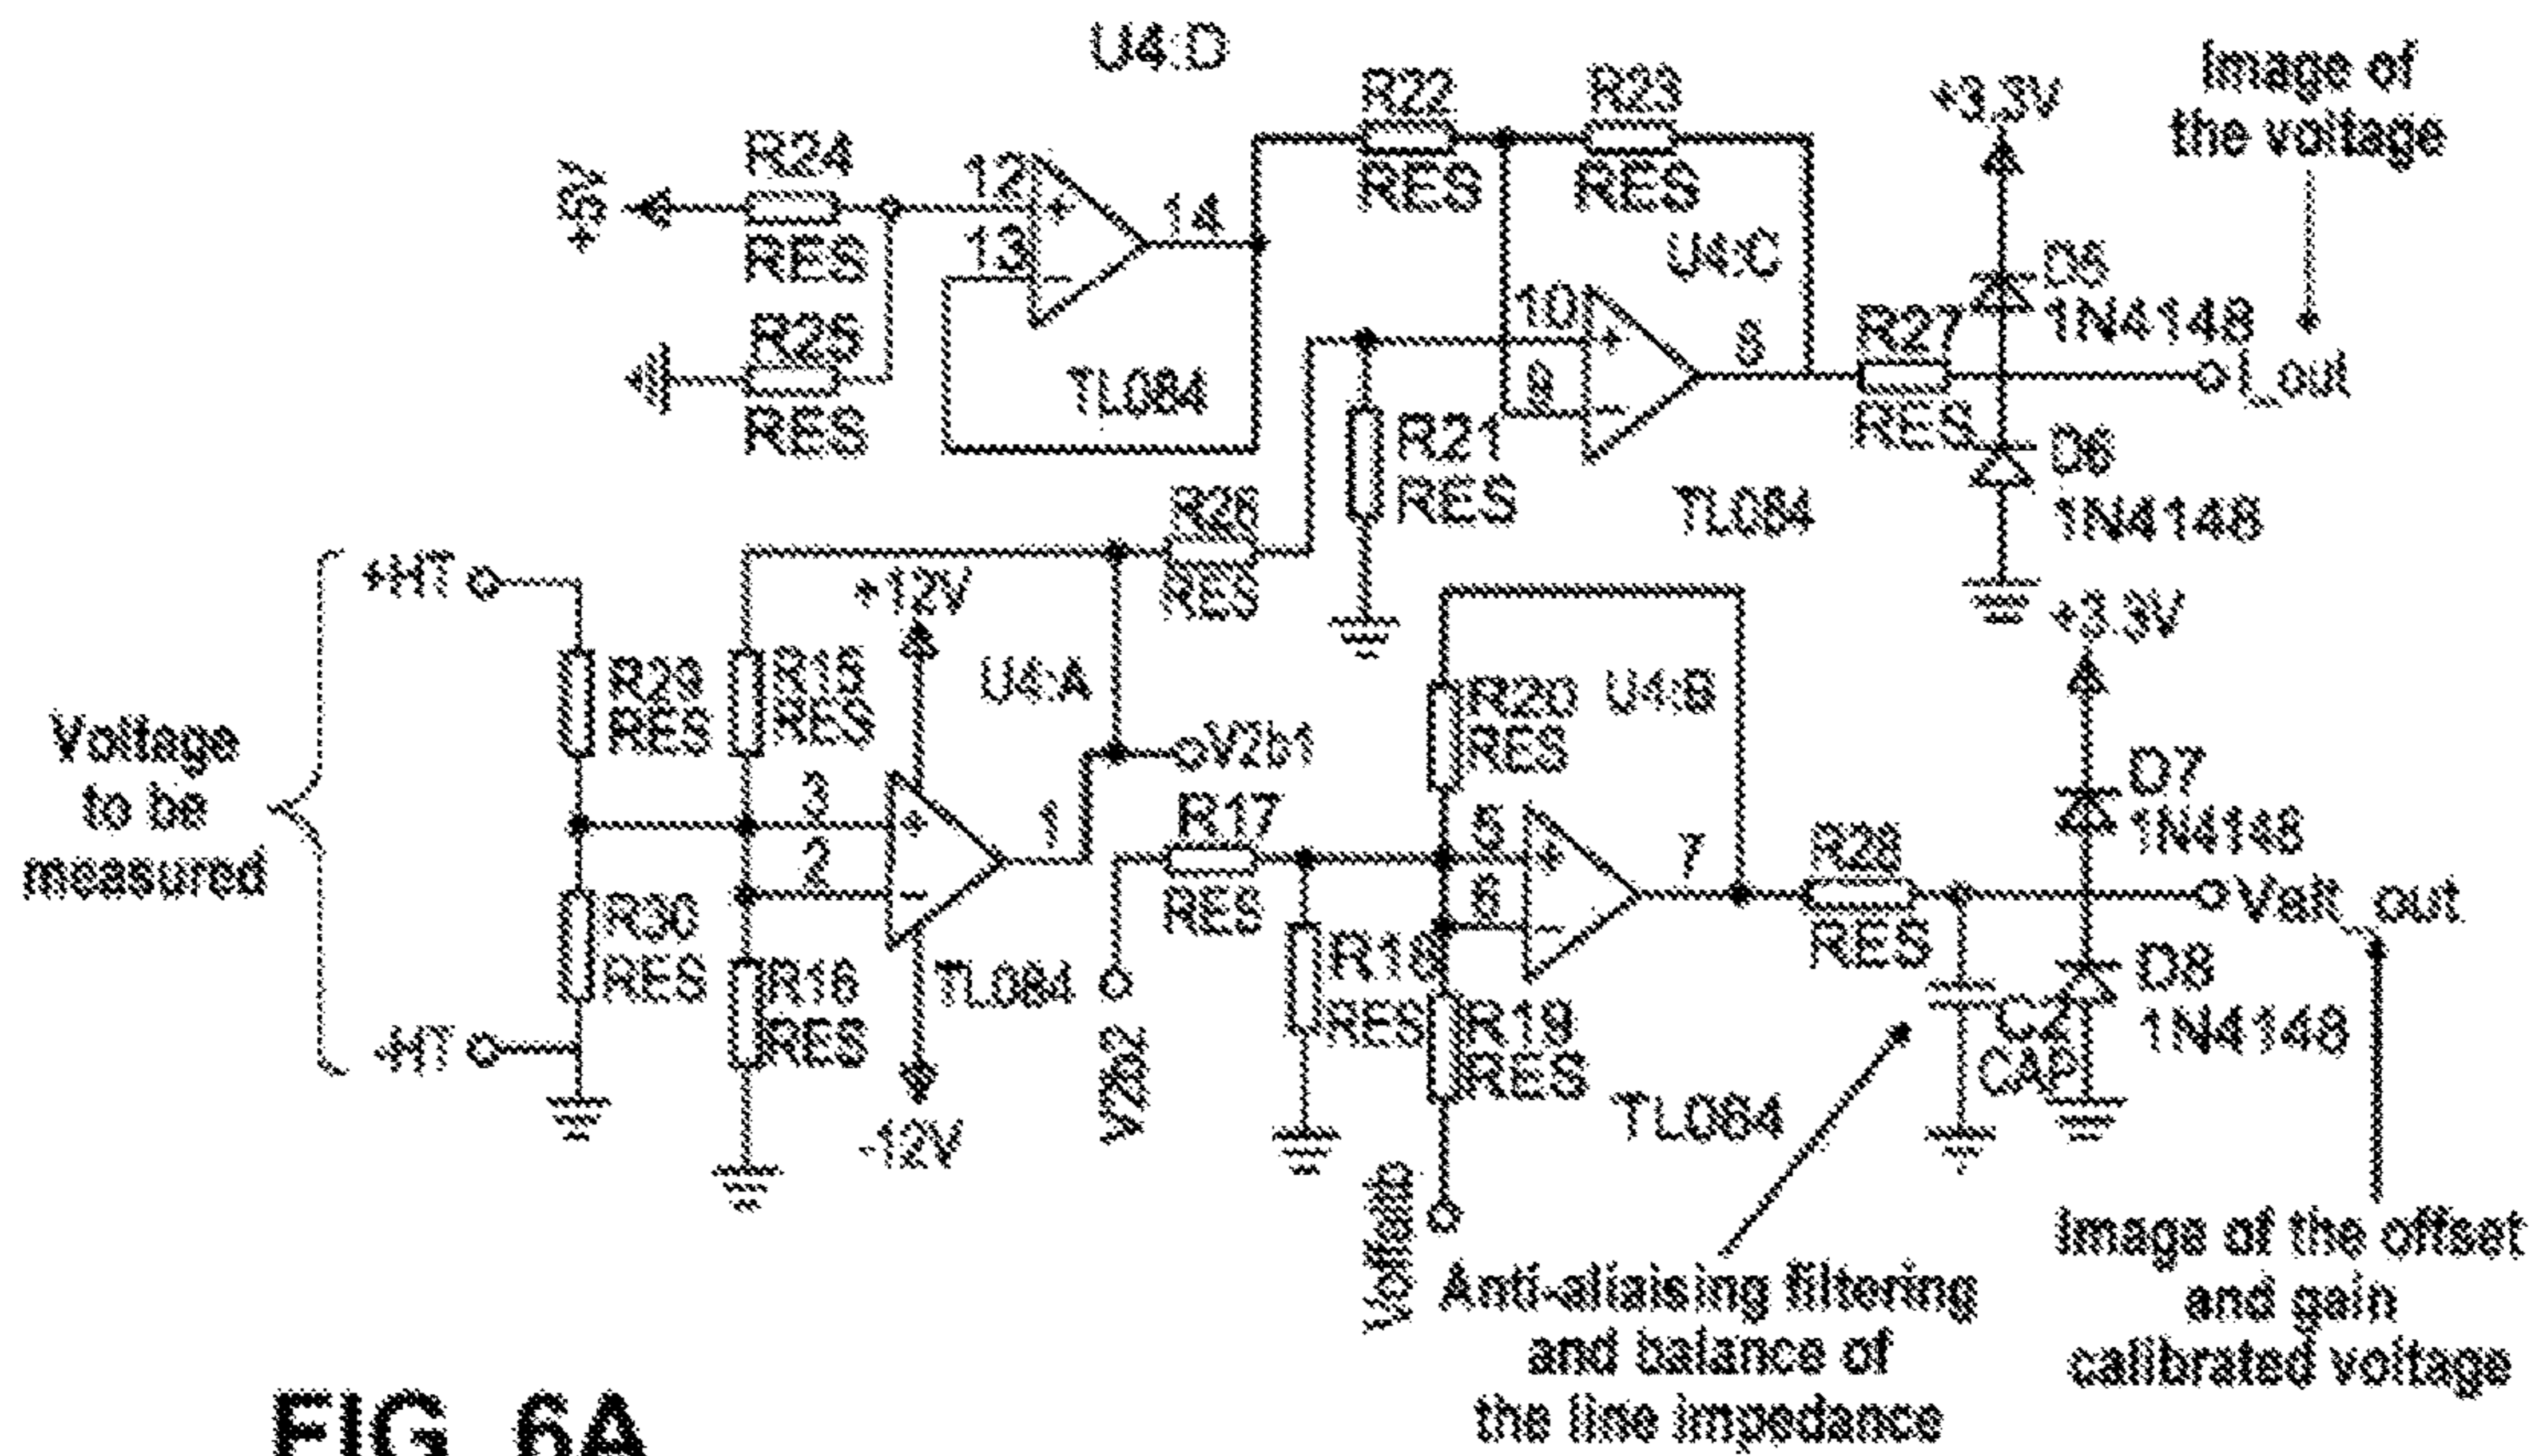 U4:D
Image of
the voltage
+3.3V
R22
RES
R23
RES
R24
RES
+5V
12
13
14
R25
RES
TL084
U4:C
10
9
8
R27
RES
D5
1N4148
I_out
R21
RES
TL084
D6
1N4148
R26
RES
+HT
+12V
+3.3V
Voltage
to be
measured
R29
RES
R15
RES
U4:A
V2b1
R20
RES
U4:B
3
2
1
R17
RES
5
6
7
R28
RES
D7
1N4148
Vatt_out
R30
RES
R16
RES
TL084
V2b2
R18
RES
R19
RES
C2
CAP
D8
1N4148
-HT
-12V
TL084
Anti-aliaising filtering
and balance of
the line impedance
Image of the offset
and gain
calibrated voltage
FIG. 6A